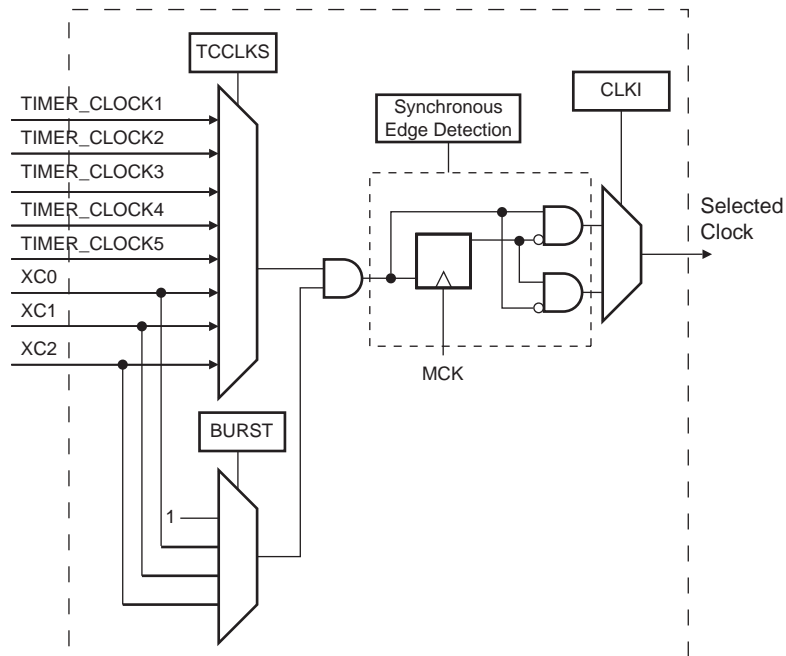 TCCLKS
TIMER_CLOCK1
TIMER_CLOCK2
TIMER_CLOCK3
TIMER_CLOCK4
TIMER_CLOCK5
XC0
XC1
XC2
Synchronous
Edge Detection
CLKI
Selected
Clock
MCK
BURST
1